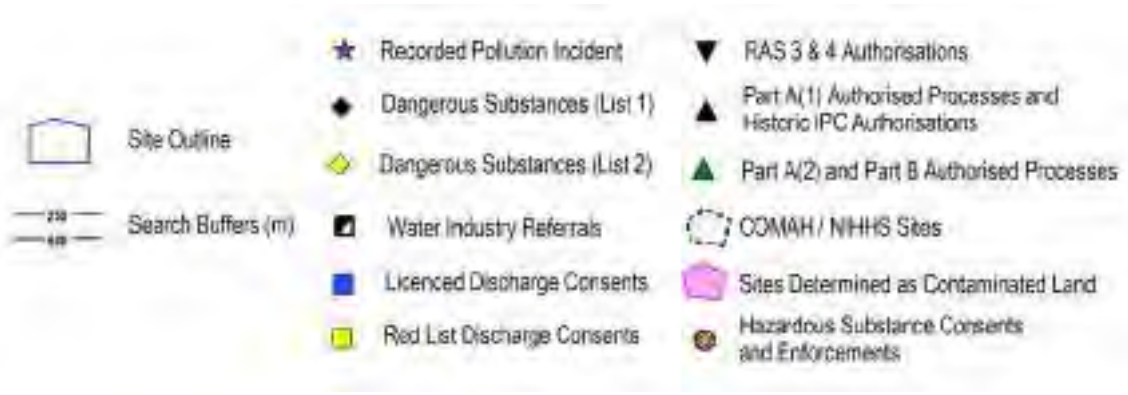 Site Outline
250
Search Buffers (m)
Recorded Pollution Incident
Dangerous Substances (List 1)
Dangerous Substances (List 2)
Water Industry Referrals
Licenced Discharge Consents
Red List Discharge Consents
RAS 3 & 4 Authorisations
Part A(1) Authorised Processes and
Historic IPC Authorisations
Part A(2) and Part B Authorised Processes
COMAH / NIHHS Sites
Sites Determined as Contaminated Land
Hazardous Substance Consents
and Enforcements